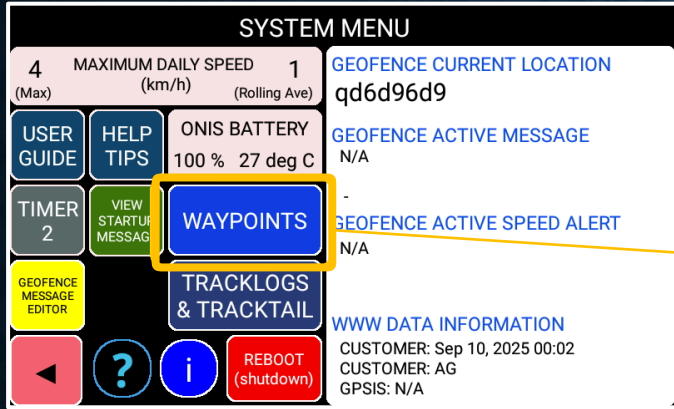 SYSTEM MENU
4 MAXIMUM DAILY SPEED 1
(Max) (km/h) (Rolling Ave)
USER
GUIDE
HELP
TIPS
ONIS BATTERY
100 % 27 deg C
TIMER
2
VIEW
STARTUP
MESSAGE
WAYPOINTS
GEOFENCE
MESSAGE
EDITOR
TRACKLOGS
& TRACKTAIL
◄
?
i
REBOOT
(shutdown)
GEOFENCE CURRENT LOCATION
qd6d96d9
GEOFENCE ACTIVE MESSAGE
N/A
-
GEOFENCE ACTIVE SPEED ALERT
N/A
WWW DATA INFORMATION
CUSTOMER: Sep 10, 2025 00:02
CUSTOMER: AG
GPSIS: N/A